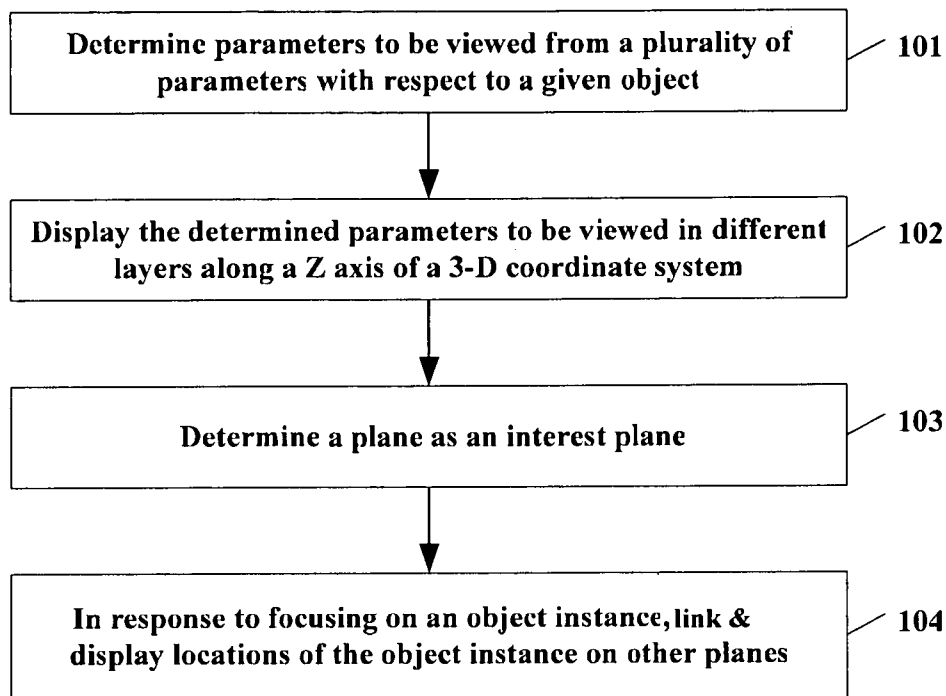 Determine parameters to be viewed from a plurality of
parameters with respect to a given object
101
Display the determined parameters to be viewed in different
layers along a Z axis of a 3-D coordinate system
102
Determine a plane as an interest plane
103
In response to focusing on an object instance, link &
display locations of the object instance on other planes
104